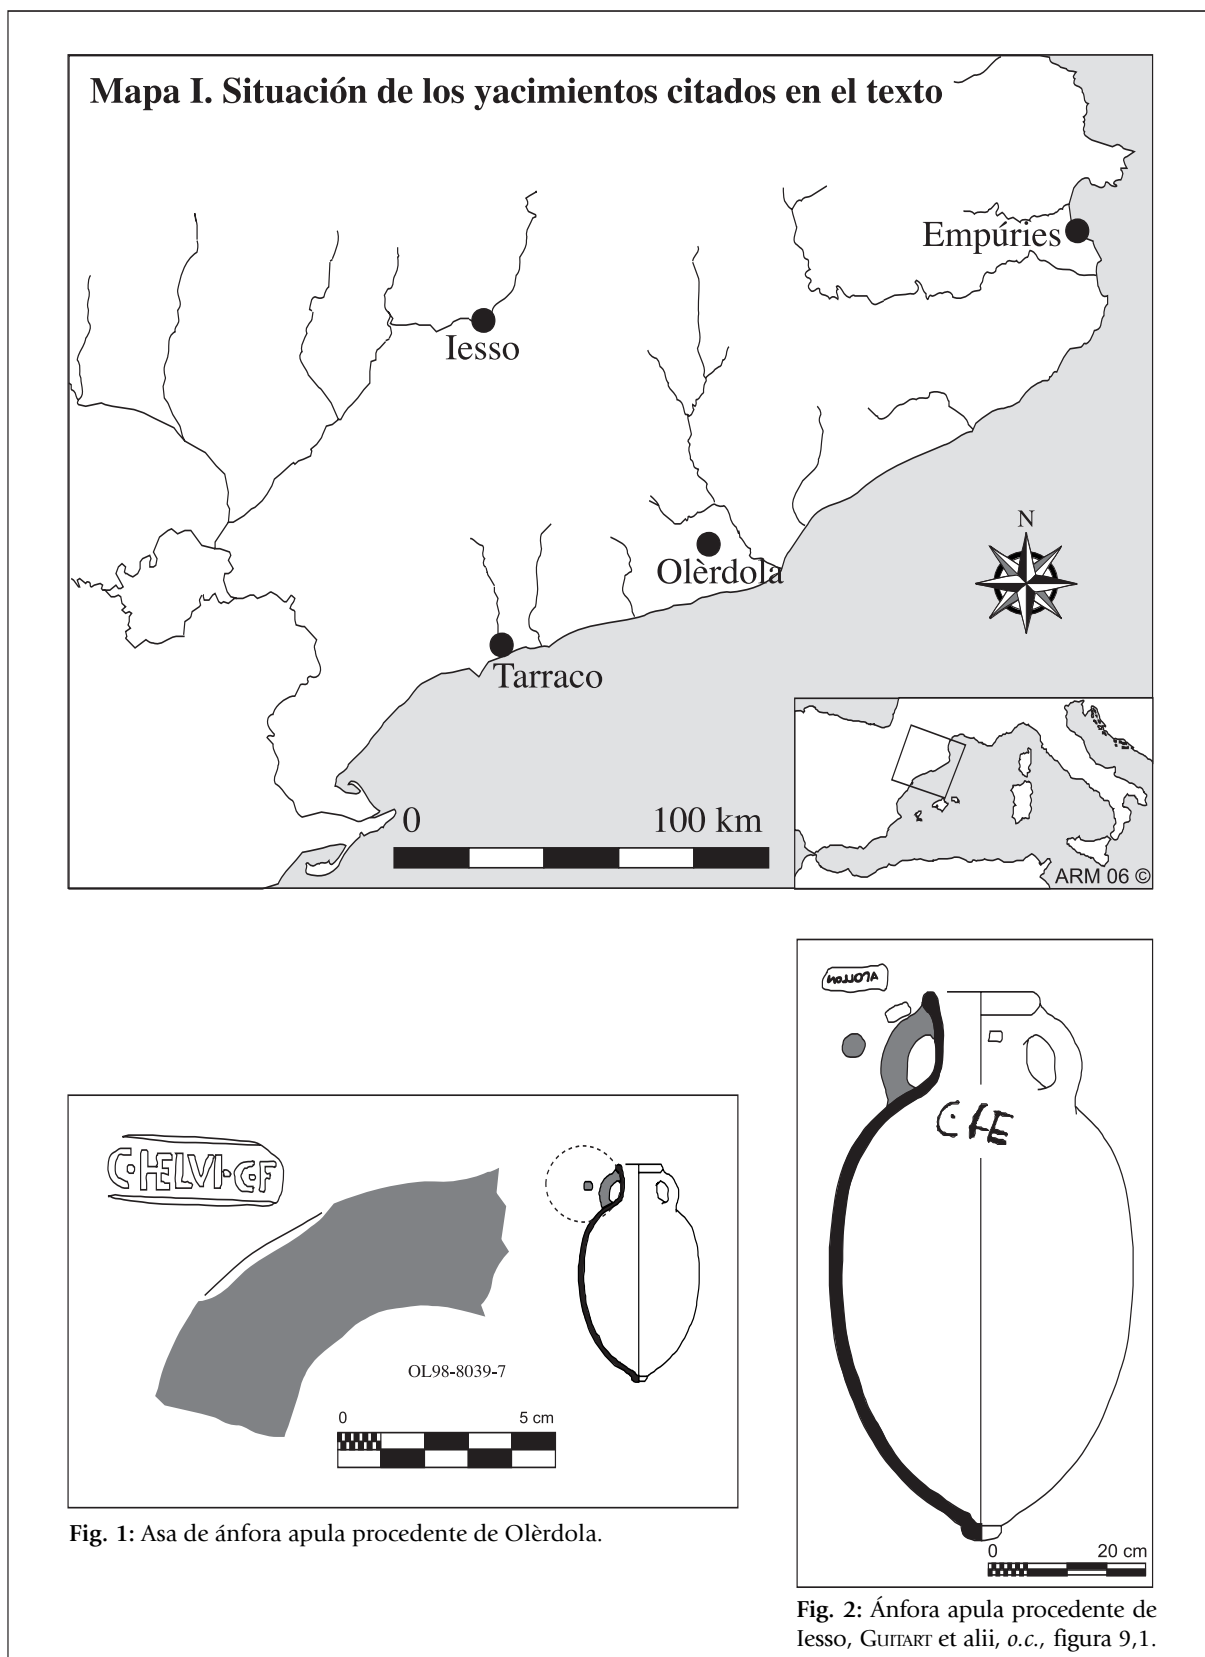 Mapa I. Situación de los yacimientos citados en el texto
Empúries
Iesso
N
Olèrdola
Tarraco
0 100 km
ARM 06 ©
C·HELVI·C·F
OL98-8039-7
0 5 cm
Fig. 1: Asa de ánfora apula procedente de Olèrdola.
0 20 cm
Fig. 2: Ánfora apula procedente de
Iesso, GUITART et alii, o.c., figura 9,1.